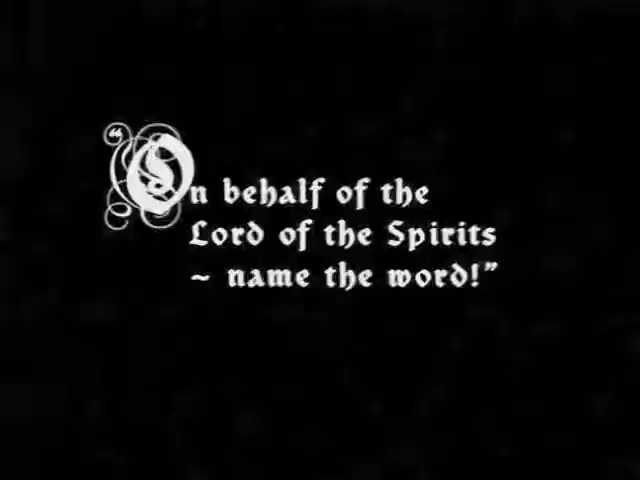 “On behalf of the
Lord of the Spirits
~ name the word!”